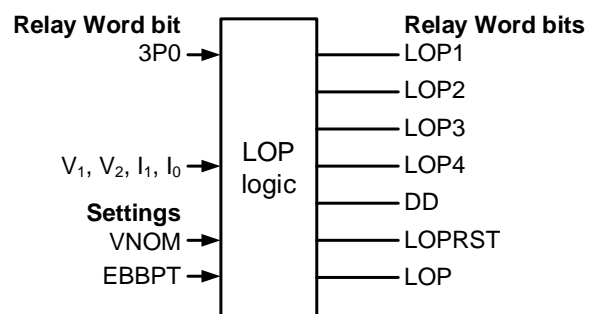 Relay Word bit
3P0
V₁, V₂, I₁, I₀
Settings
VNOM
EBBPT
LOP
logic
Relay Word bits
LOP1
LOP2
LOP3
LOP4
DD
LOPRST
LOP